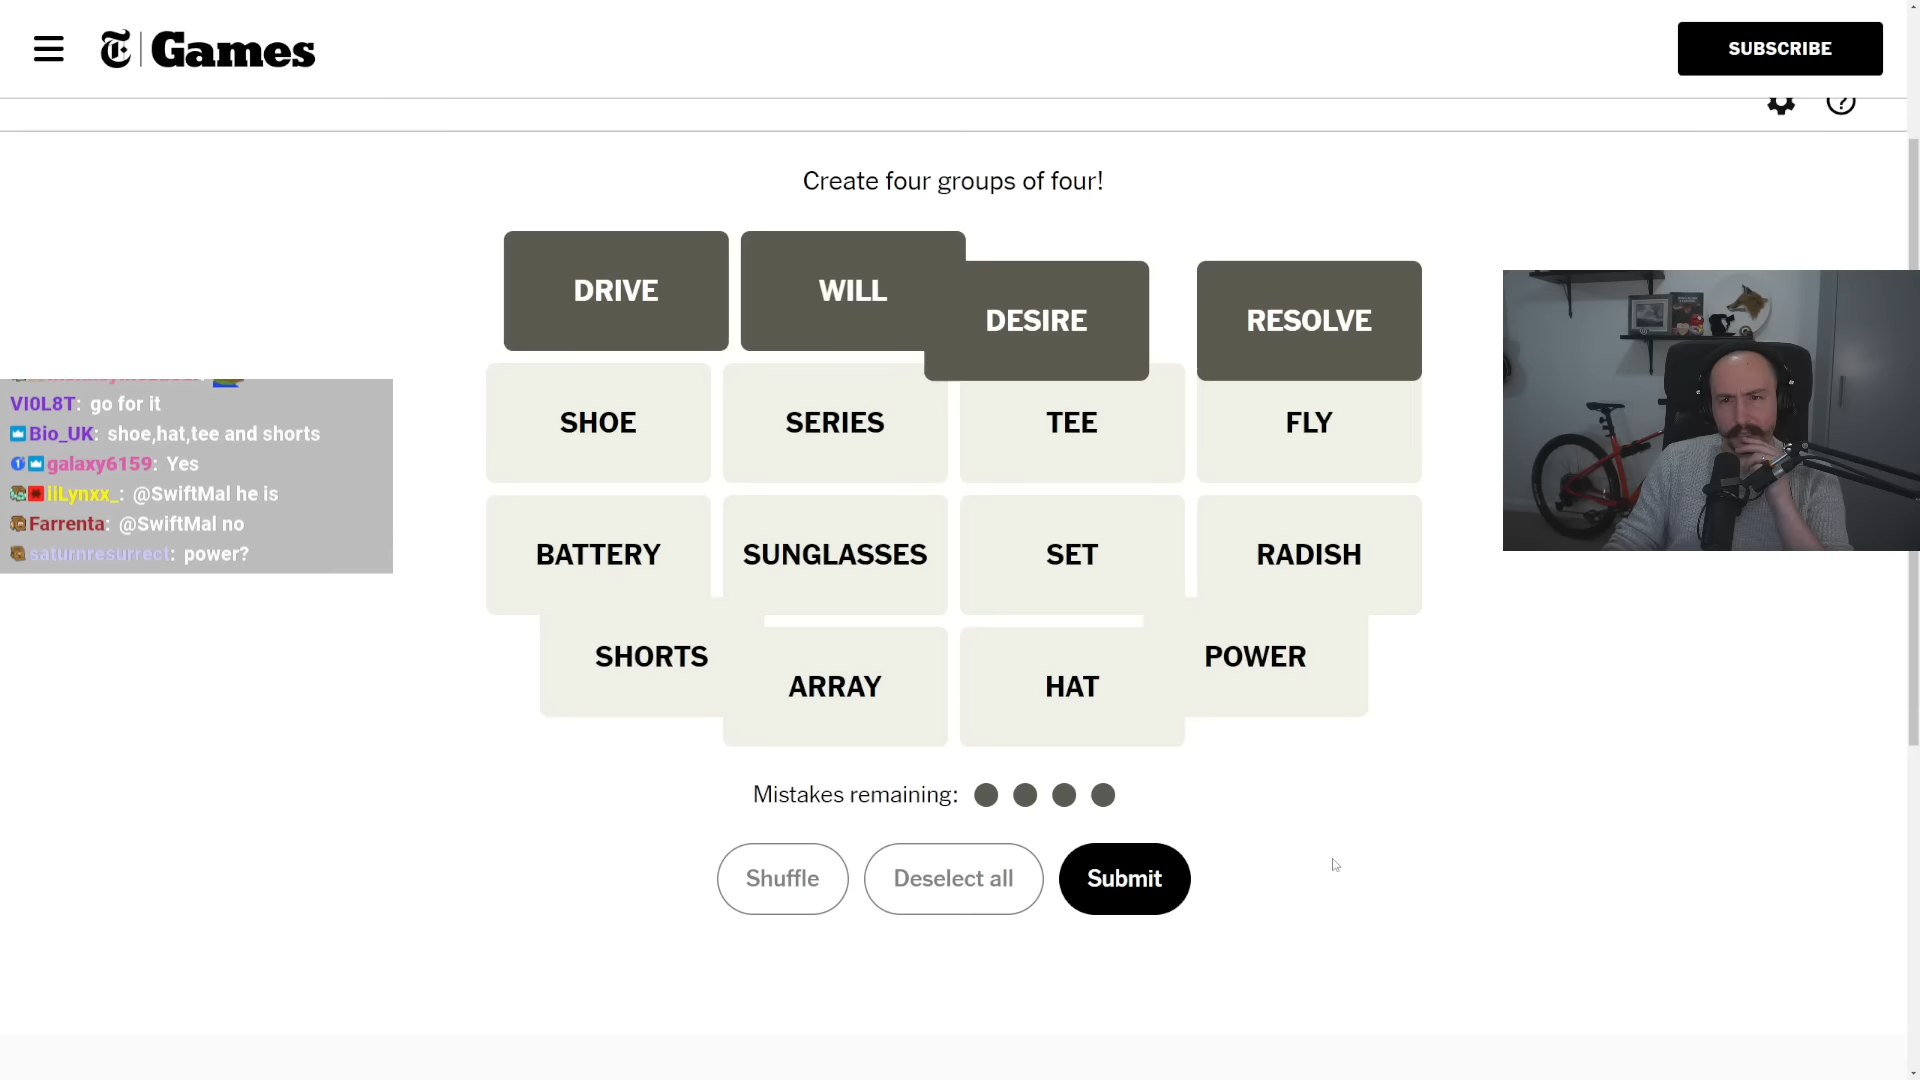 Games
SUBSCRIBE
Create four groups of four!
DRIVE
WILL
DESIRE
RESOLVE
SHOE
SERIES
TEE
FLY
BATTERY
SUNGLASSES
SET
RADISH
SHORTS
ARRAY
HAT
POWER
Mistakes remaining:
Shuffle
Deselect all
Submit
VI0L8T: go for it
Bio_UK: shoe,hat,tee and shorts
galaxy6159: Yes
ilLynxx_: @SwiftMal he is
Farrenta: @SwiftMal no
saturnresurrect: power?